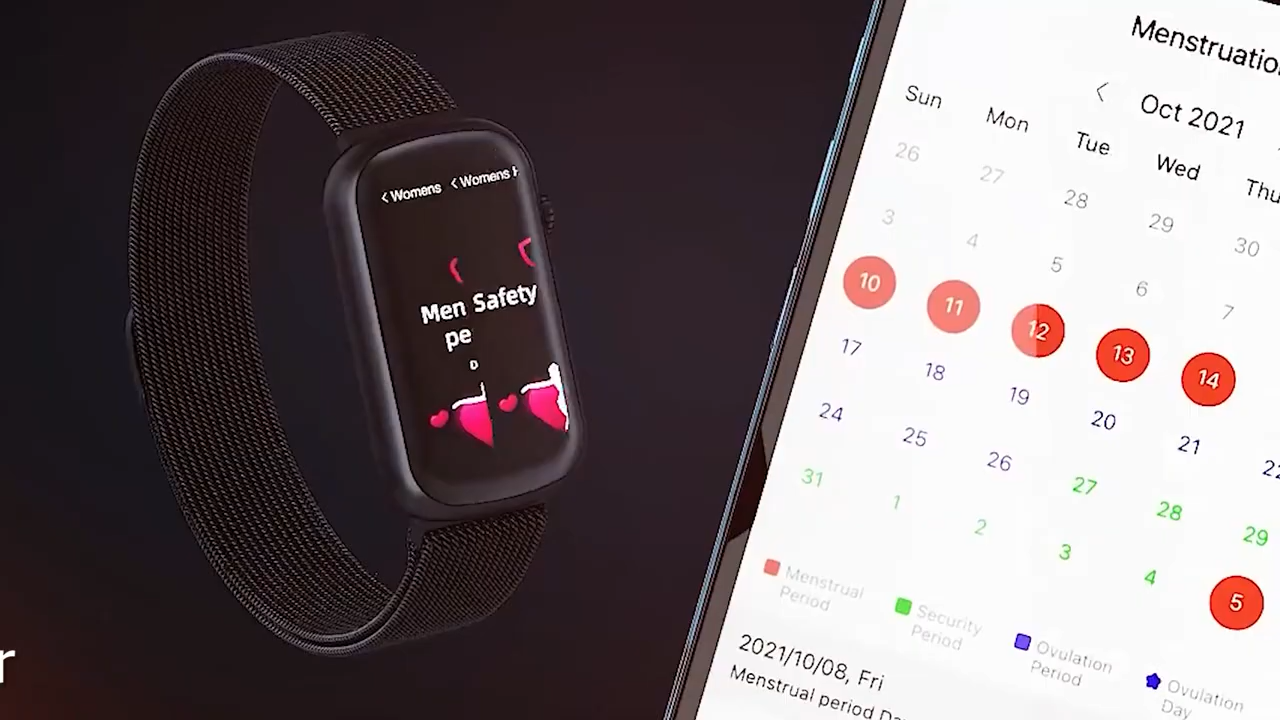 < Womens
< Womens H
Men Safety
pe
D
r
Menstruation
< Oct 2021
Sun Mon Tue Wed Thu
26 27 28 29 30
3 4 5 6 7
10 11 12 13 14
17 18 19 20 21 22
24 25 26 27 28 29
31 1 2 3 4 5
Menstrual
Period
Security
Period
Ovulation
Period
Ovulation
Day
2021/10/08, Fri
Menstrual period Da